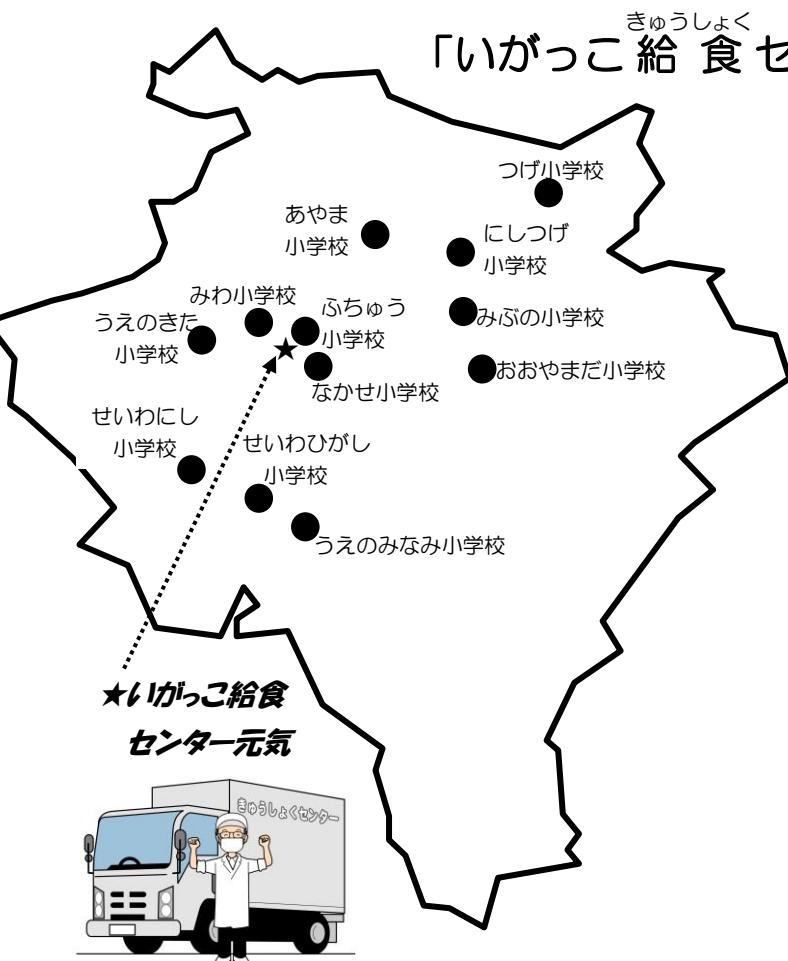 きゅうしょく
「いがっこ給食セ
つげ小学校
あやま
小学校
にしつげ
小学校
みわ小学校
ふちゅう
小学校
みぶの小学校
うえのきた
小学校
おおやまだ小学校
なかせ小学校
せいわにし
小学校
せいわひがし
小学校
うえのみなみ小学校
★いがっこ給食
センター元気
きゅうしょくセンター